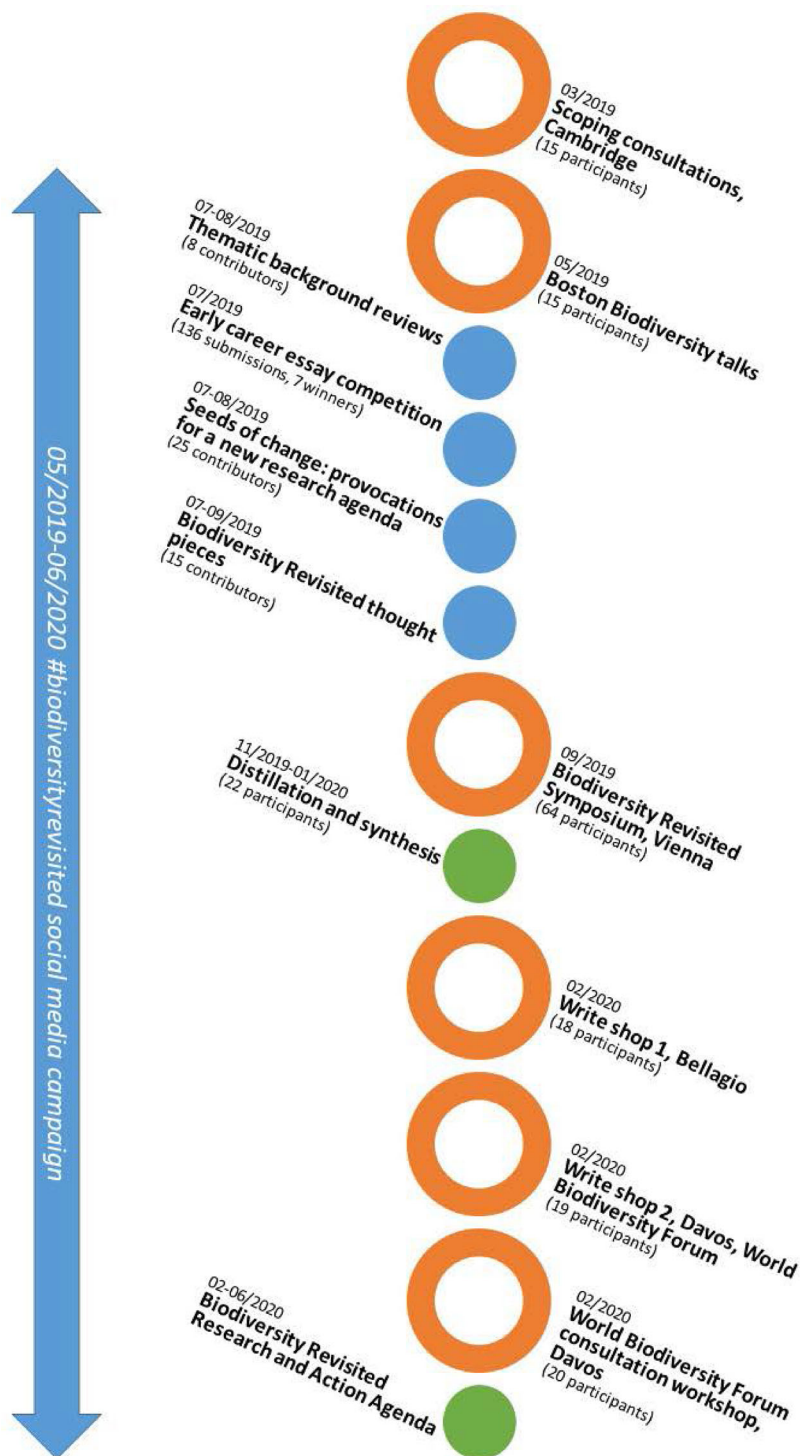 03/2019
Scoping consultations,
Cambridge
(15 participants)
05/2019
Boston Biodiversity talks
(15 participants)
07-08/2019
Thematic background reviews
(8 contributors)
07/2019
Early career essay competition
(136 submissions, 7 winners)
07-08/2019
Seeds of change: provocations
for a new research agenda
(25 contributors)
07-09/2019
Biodiversity Revisited thought
pieces
(15 contributors)
09/2019
Biodiversity Revisited
Symposium, Vienna
(64 participants)
11/2019-01/2020
Distillation and synthesis
(22 participants)
02/2020
Write shop 1, Bellagio
(18 participants)
02/2020
Write shop 2, Davos, World
Biodiversity Forum
(19 participants)
02/2020
World Biodiversity Forum
consultation workshop,
Davos
(20 participants)
02-06/2020
Biodiversity Revisited
Research and Action Agenda
05/2019-06/2020 #biodiversityrevisited social media campaign